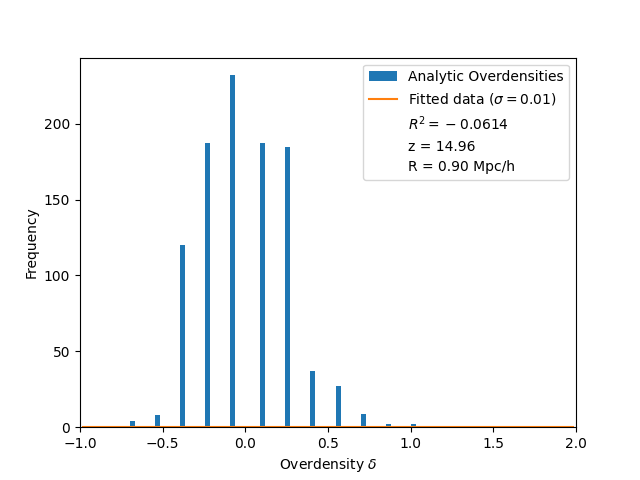 Analytic Overdensities
Fitted data (σ = 0.01)
R² = −0.0614
z = 14.96
R = 0.90 Mpc/h
Frequency
200
150
100
50
0
−1.0 −0.5 0.0 0.5 1.0 1.5 2.0
Overdensity δ